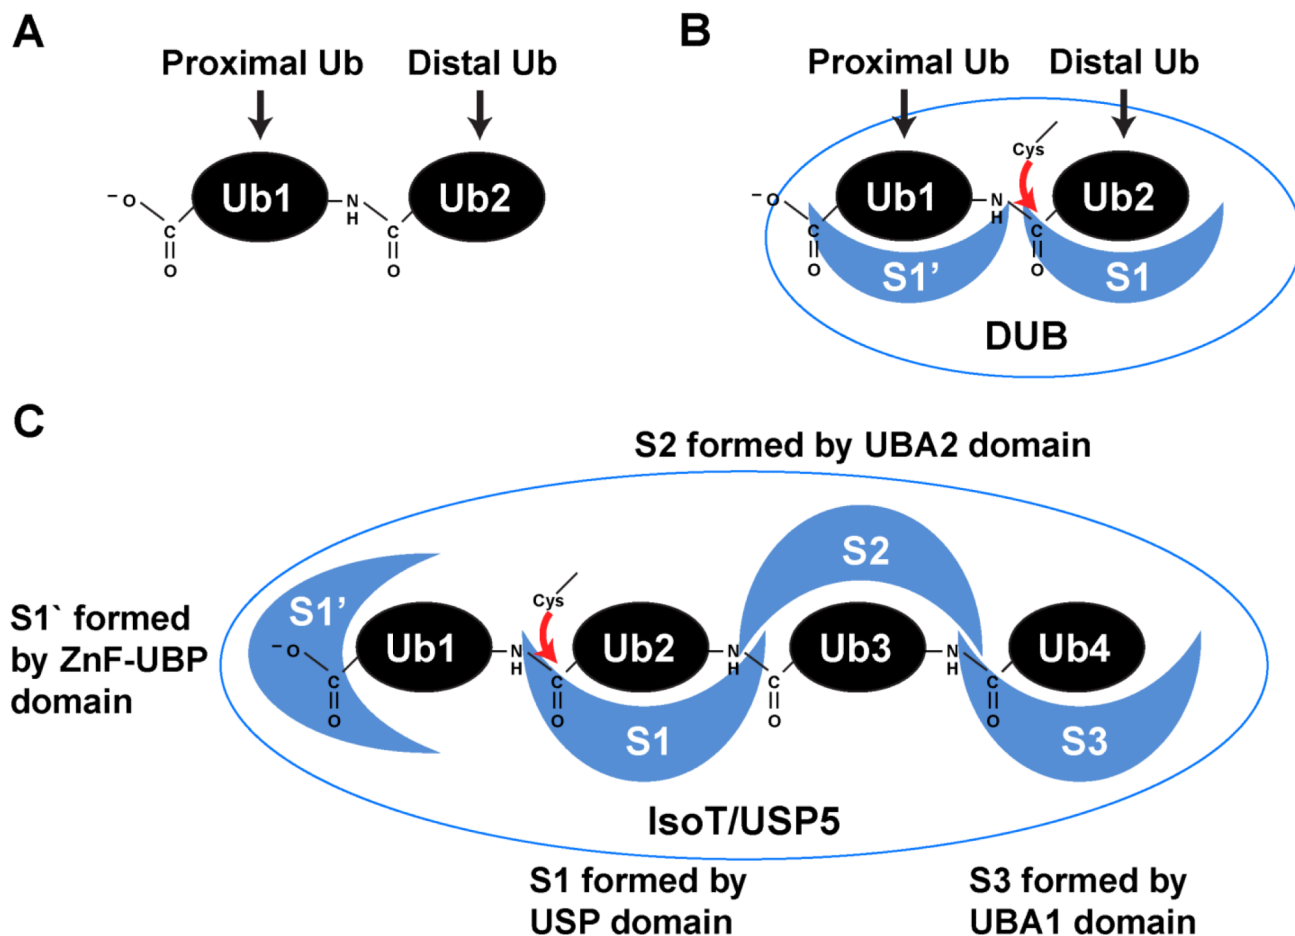 A
Proximal Ub Distal Ub
Ub1 Ub2
⁻ O N H C O C O
B
Proximal Ub Distal Ub
Cys
Ub1 Ub2
⁻ O N H C O C O
S1’ S1
DUB
C
S2 formed by UBA2 domain
S2
S1` formed
by ZnF-UBP
domain
S1’
Cys
Ub1 Ub2 Ub3 Ub4
⁻ O N H N H N H
C O C O C O C O
S1 S3
IsoT/USP5
S1 formed by
USP domain
S3 formed by
UBA1 domain